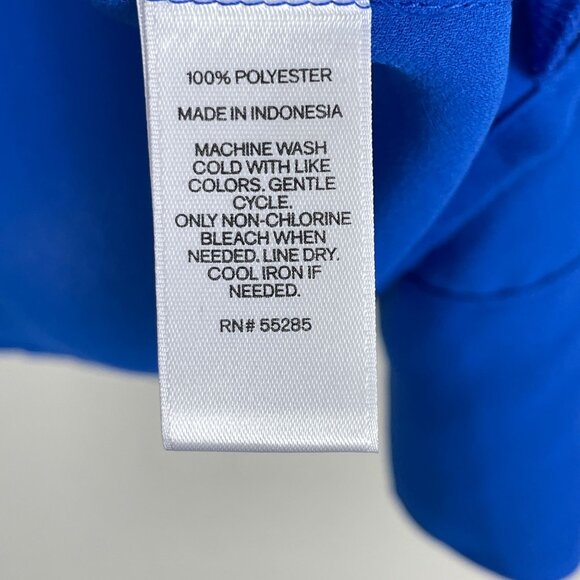 100% POLYESTER
MADE IN INDONESIA
MACHINE WASH
COLD WITH LIKE
COLORS. GENTLE
CYCLE.
ONLY NON-CHLORINE
BLEACH WHEN
NEEDED. LINE DRY.
COOL IRON IF
NEEDED.
RN# 55285